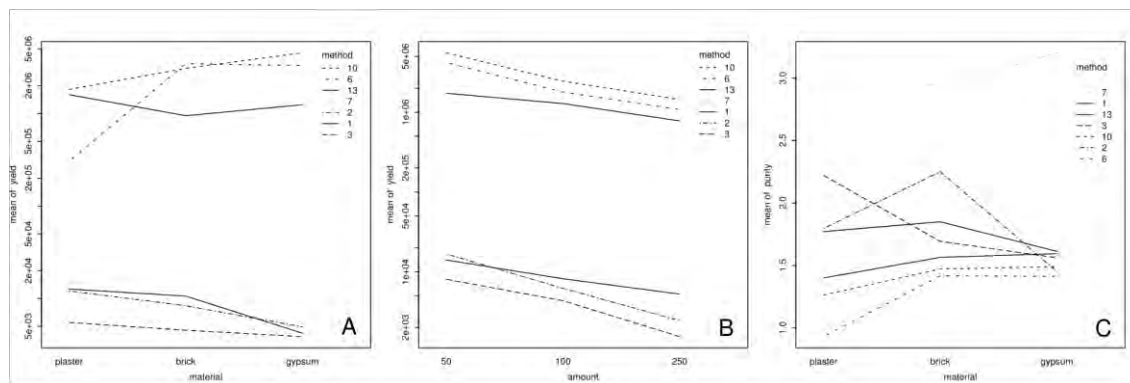 mean of yield
5e+06
2e+06
5e+05
2e+05
5e+04
2e+04
5e+03
method
10
6
13
7
2
1
3
A
plaster brick gypsum
material
mean of yield
5e+06
1e+06
2e+05
5e+04
1e+04
2e+03
method
10
6
13
7
1
2
3
B
50 100 250
amount
mean of purity
3.0
2.5
2.0
1.5
1.0
method
7
1
13
3
10
2
6
C
plaster brick gypsum
material